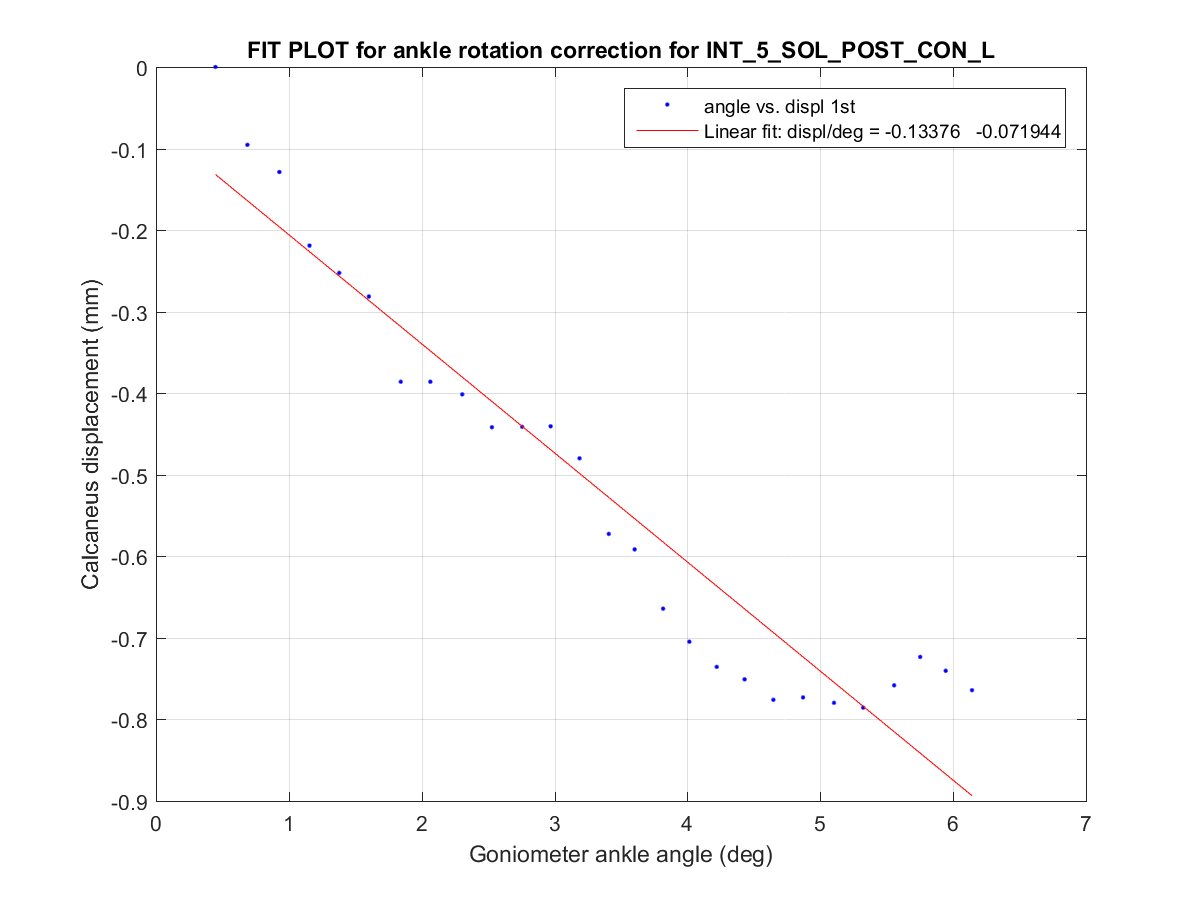 FIT PLOT for ankle rotation correction for INT_5_SOL_POST_CON_L
angle vs. displ 1st
Linear fit: displ/deg = -0.13376 -0.071944
0
-0.1
-0.2
-0.3
-0.4
-0.5
-0.6
-0.7
-0.8
-0.9
Calcaneus displacement (mm)
0 1 2 3 4 5 6 7
Goniometer ankle angle (deg)